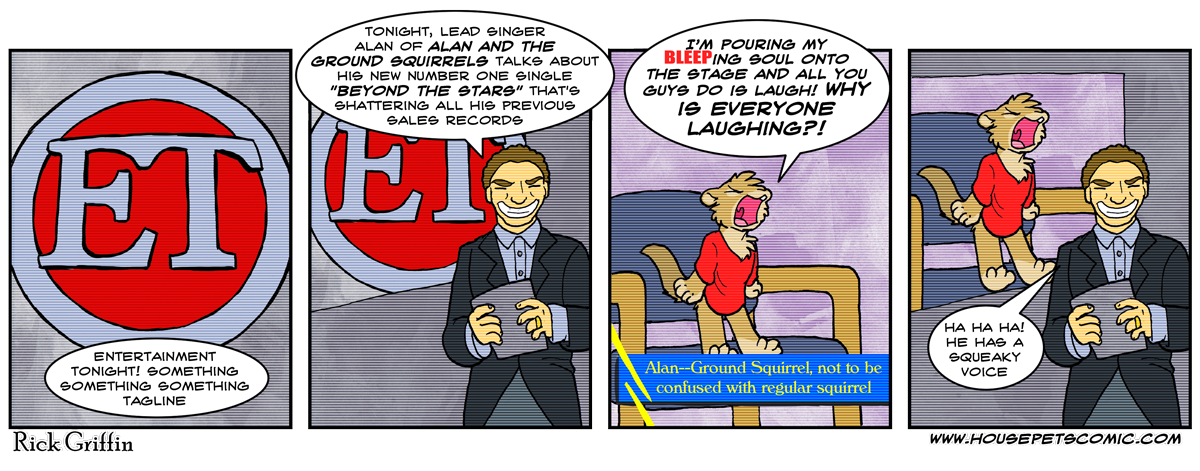 ET
ENTERTAINMENT
TONIGHT! SOMETHING
SOMETHING SOMETHING
TAGLINE
TONIGHT, LEAD SINGER
ALAN OF ALAN AND THE
GROUND SQUIRRELS TALKS ABOUT
HIS NEW NUMBER ONE SINGLE
"BEYOND THE STARS" THAT'S
SHATTERING ALL HIS PREVIOUS
SALES RECORDS
ET
I'M POURING MY
BLEEPING SOUL ONTO
THE STAGE AND ALL YOU
GUYS DO IS LAUGH! WHY
IS EVERYONE
LAUGHING?!
Alan--Ground Squirrel, not to be
confused with regular squirrel
HA HA HA!
HE HAS A
SQUEAKY
VOICE
Rick Griffin
WWW.HOUSEPETSCOMIC.COM